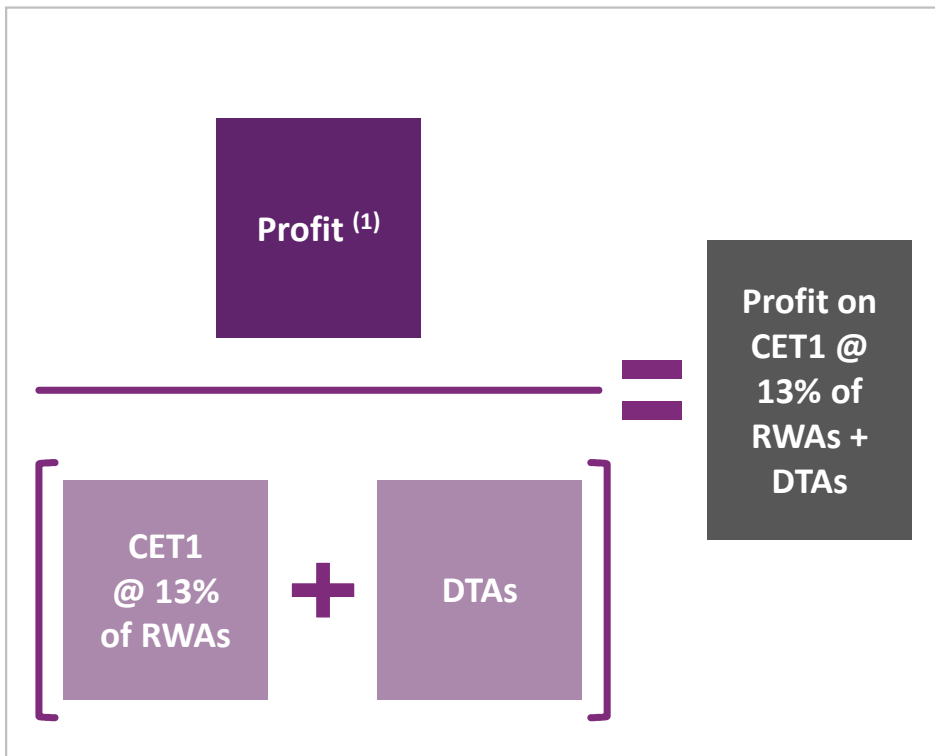 Profit (1)
Profit on
CET1 @
13% of
RWAs +
DTAs
CET1
@ 13%
of RWAs
DTAs